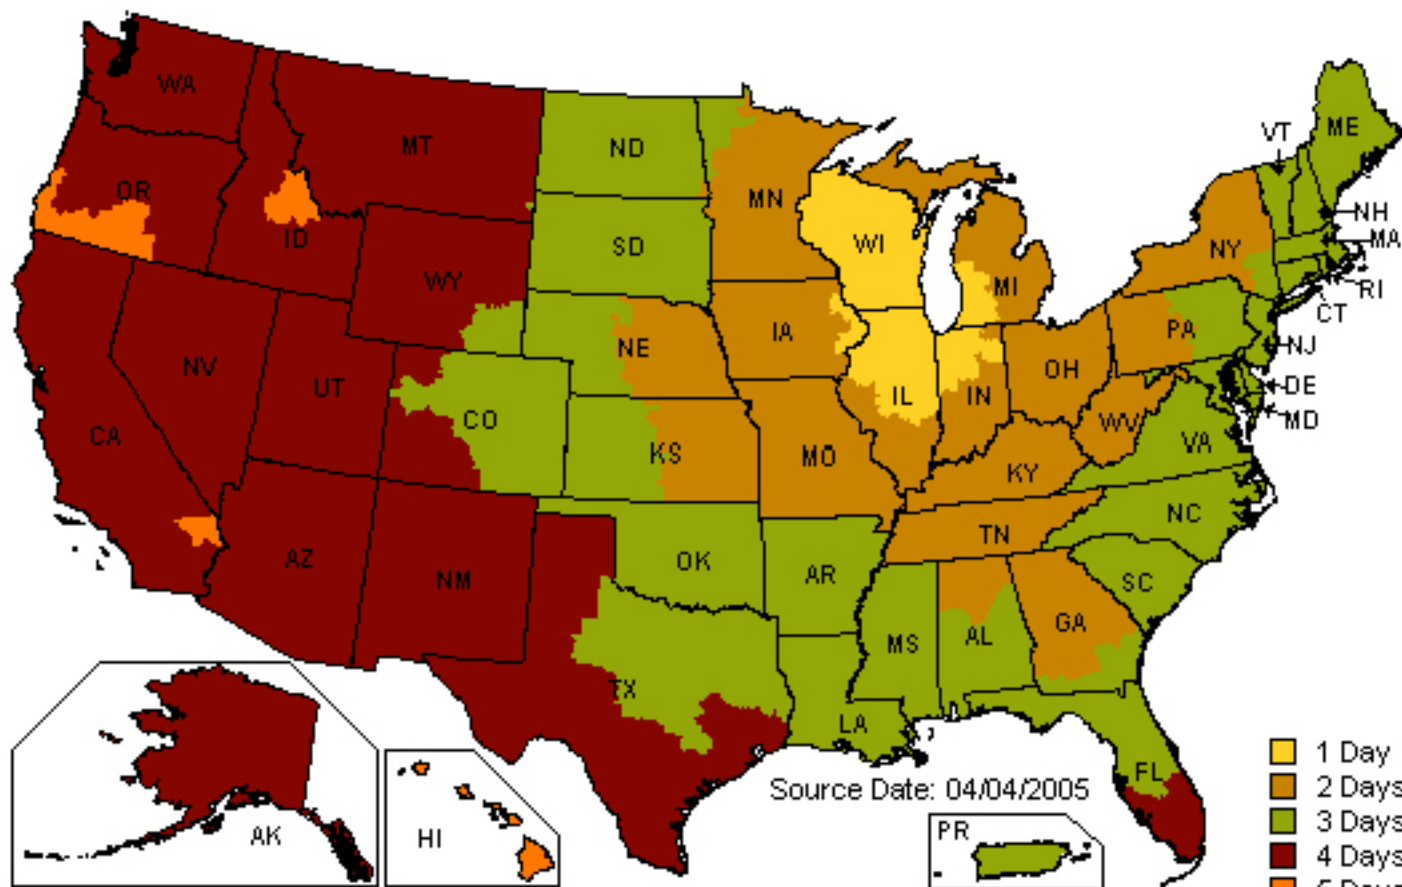 WA
MT
ND
MN
OR
ID
SD
WI
MI
NY
VT
ME
NH
MA
RI
CT
WY
IA
NE
PA
NJ
NV
UT
CO
IL
IN
OH
DE
MD
WV
CA
KS
MO
KY
VA
AZ
NM
OK
AR
TN
NC
SC
MS
AL
GA
TX
LA
FL
AK
HI
PR
Source Date: 04/04/2005
1 Day
2 Days
3 Days
4 Days
5 Days